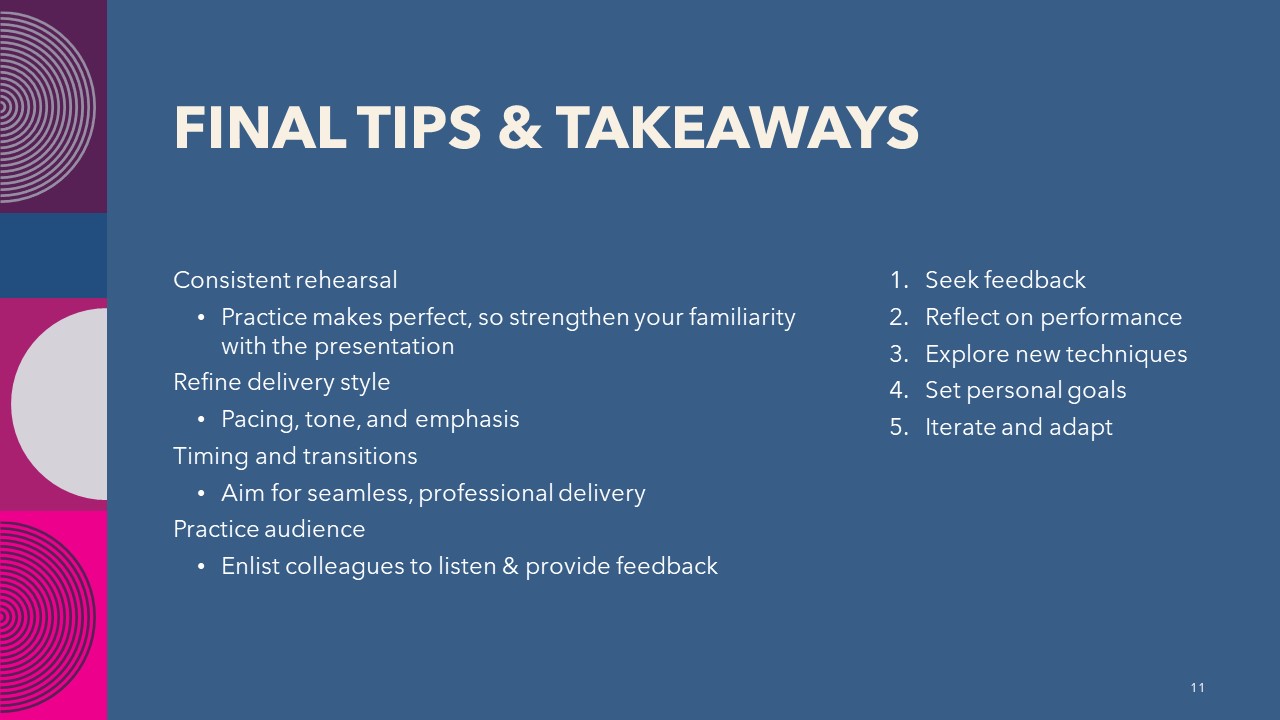 FINAL TIPS & TAKEAWAYS
Consistent rehearsal
• Practice makes perfect, so strengthen your familiarity
with the presentation
Refine delivery style
• Pacing, tone, and emphasis
Timing and transitions
• Aim for seamless, professional delivery
Practice audience
• Enlist colleagues to listen & provide feedback
1. Seek feedback
2. Reflect on performance
3. Explore new techniques
4. Set personal goals
5. Iterate and adapt
11